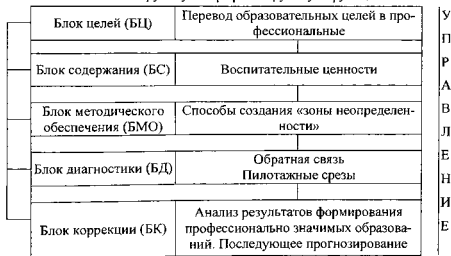 Блок целей (БЦ)
Перевод образовательных целей в про-
фессиональные
Блок содержания (БС)
Воспитательные ценности
Блок методического
обеспечения (БМО)
Способы создания «зоны неопределен-
ности»
Блок диагностики (БД)
Обратная связь
Пилотажные срезы
Блок коррекции (БК)
Анализ результатов формирования
профессионально значимых образова-
ний. Последующее прогнозирование
У
П
Р
А
В
Л
Е
Н
И
Е